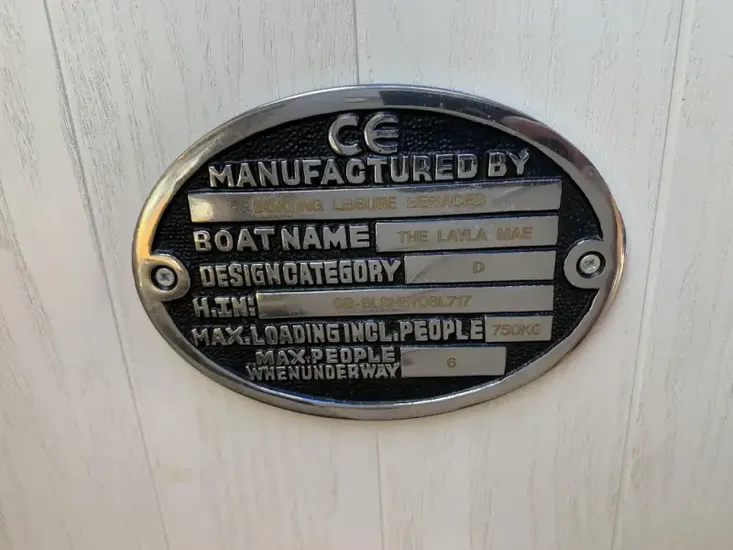 CE
MANUFACTURED BY
LEISURE SERVICES
BOAT NAME THE LAYLA MAE
DESIGN CATEGORY D
H.I.N:
MAX. LOADING INCL. PEOPLE 750KG
MAX. PEOPLE 6
WHEN UNDERWAY